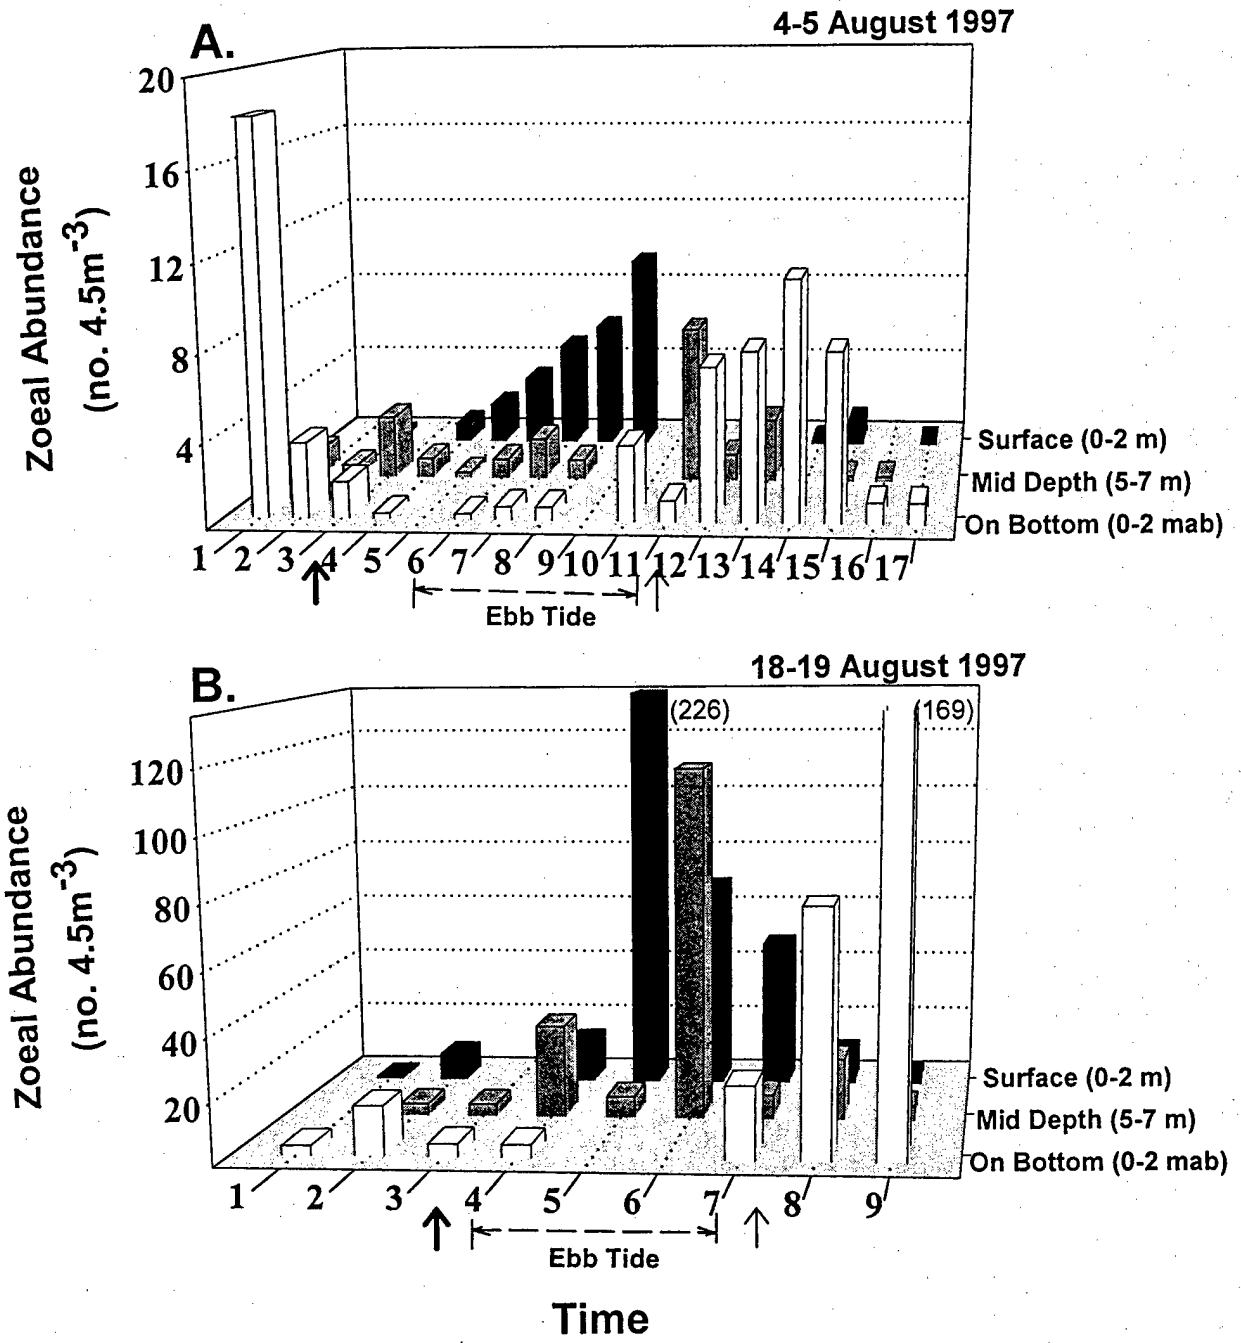 A.
4-5 August 1997
Zoeal Abundance
(no. 4.5m-3)
20
16
12
8
4
Surface (0-2 m)
Mid Depth (5-7 m)
On Bottom (0-2 mab)
1 2 3 4 5 6 7 8 9 10 11 12 13 14 15 16 17
Ebb Tide
B.
18-19 August 1997
Zoeal Abundance
(no. 4.5m-3)
(226)
(169)
120
100
80
60
40
20
Surface (0-2 m)
Mid Depth (5-7 m)
On Bottom (0-2 mab)
1 2 3 4 5 6 7 8 9
Ebb Tide
Time